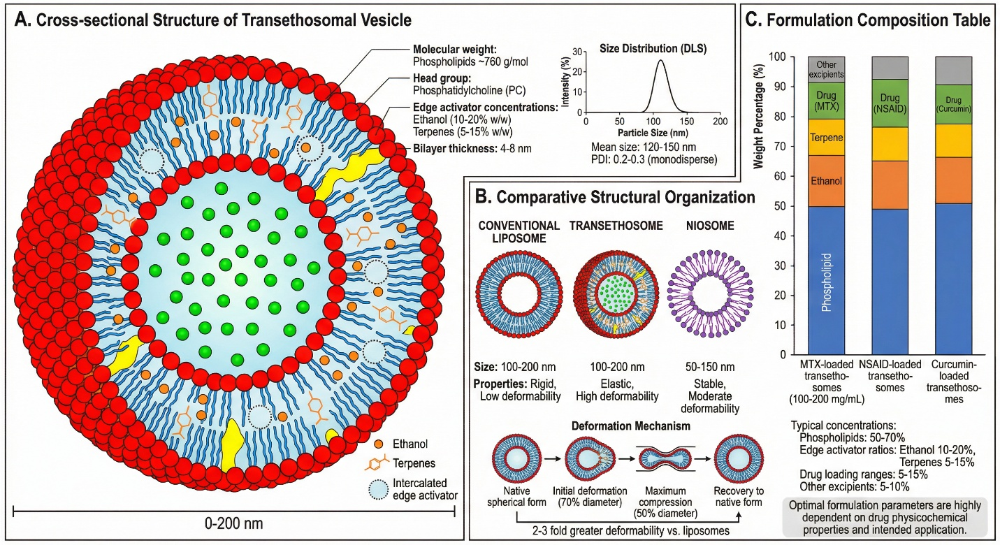 A. Cross-sectional Structure of Transethosomal Vesicle
Molecular weight:
Phospholipids ~760 g/mol
Head group:
Phosphatidylcholine (PC)
Edge activator concentrations:
Ethanol (10-20% w/w)
Terpenes (5-15% w/w)
Bilayer thickness: 4-8 nm
Size Distribution (DLS)
Intensity (%)
30
20
10
0
0
50
100
150
200
Particle Size (nm)
Mean size: 120-150 nm
PDI: 0.2-0.3 (monodisperse)
Ethanol
Terpenes
Intercalated
edge activator
0-200 nm
B. Comparative Structural Organization
CONVENTIONAL
LIPOSOME
TRANSETHOSOME
NIOSOME
Size: 100-200 nm
100-200 nm
50-150 nm
Properties: Rigid,
Low deformability
Elastic,
High deformability
Stable,
Moderate
deformability
Deformation Mechanism
Native
spherical form
Initial deformation
(70% diameter)
Maximum
compression
(50% diameter)
Recovery to
native form
2-3 fold greater deformability vs. liposomes
C. Formulation Composition Table
Weight Percentage (%)
100
90
80
70
60
50
40
30
20
10
0
Other
excipients
Drug
(MTX)
Terpene
Ethanol
Phospholipid
Drug
(NSAID)
Drug
(Curcumin)
MTX-loaded
transetho-
somes
(100-200 mg/mL)
NSAID-loaded
transetho-
somes
Curcumin-
loaded
transethoso-
mes
Typical concentrations:
Phospholipids: 50-70%
Edge activator ratios: Ethanol 10-20%,
Terpenes 5-15%
Drug loading ranges: 5-15%
Other excipients: 5-10%
Optimal formulation parameters are highly
dependent on drug physicochemical
properties and intended application.